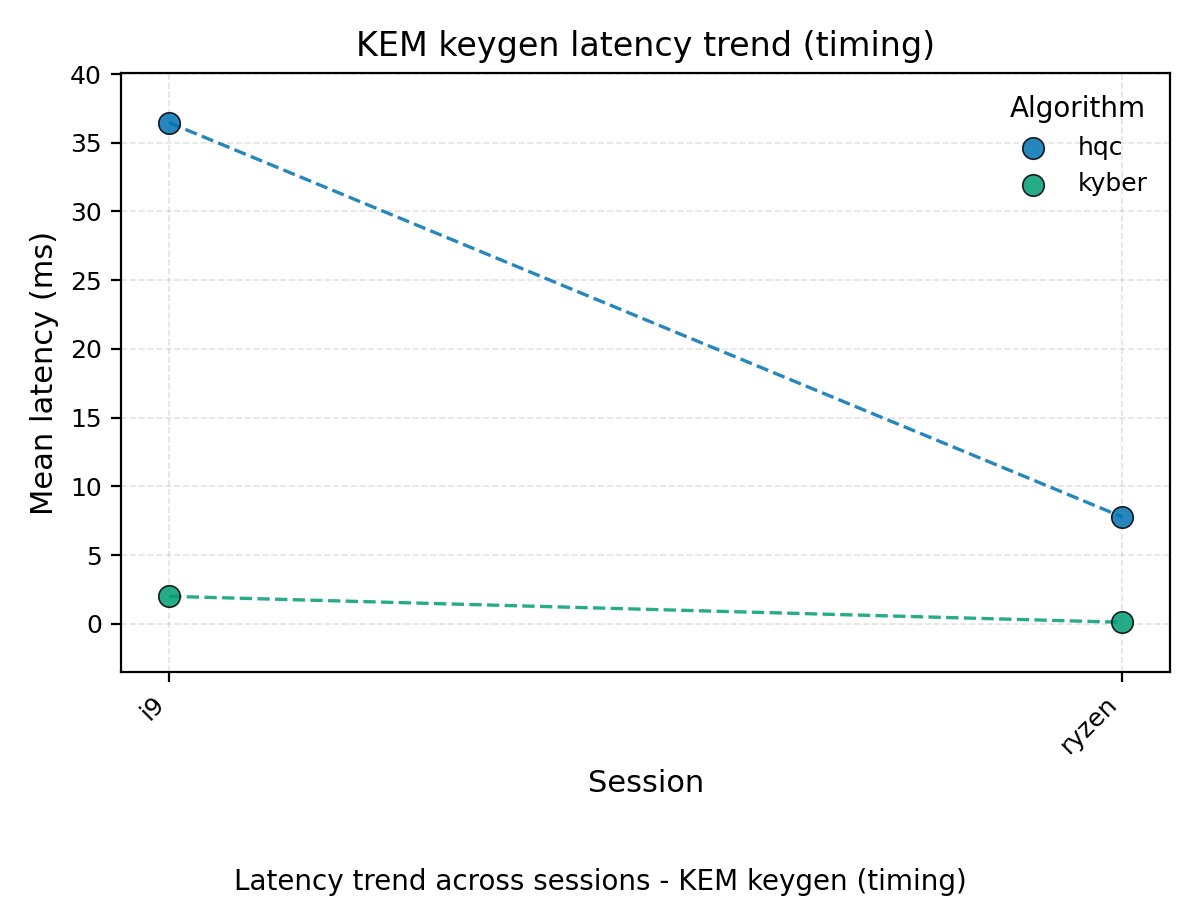 KEM keygen latency trend (timing)
40
35
30
25
20
15
10
5
0
Mean latency (ms)
Algorithm
hqc
kyber
i9
ryzen
Session
Latency trend across sessions - KEM keygen (timing)